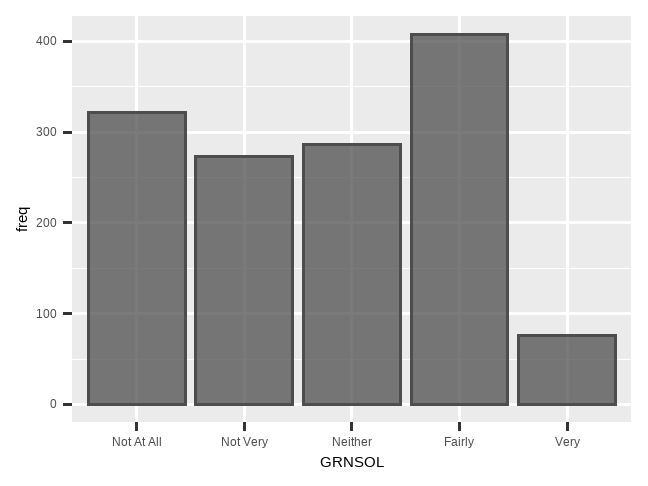 400
300
200
100
0
freq
Not At All
Not Very
Neither
Fairly
Very
GRNSOL